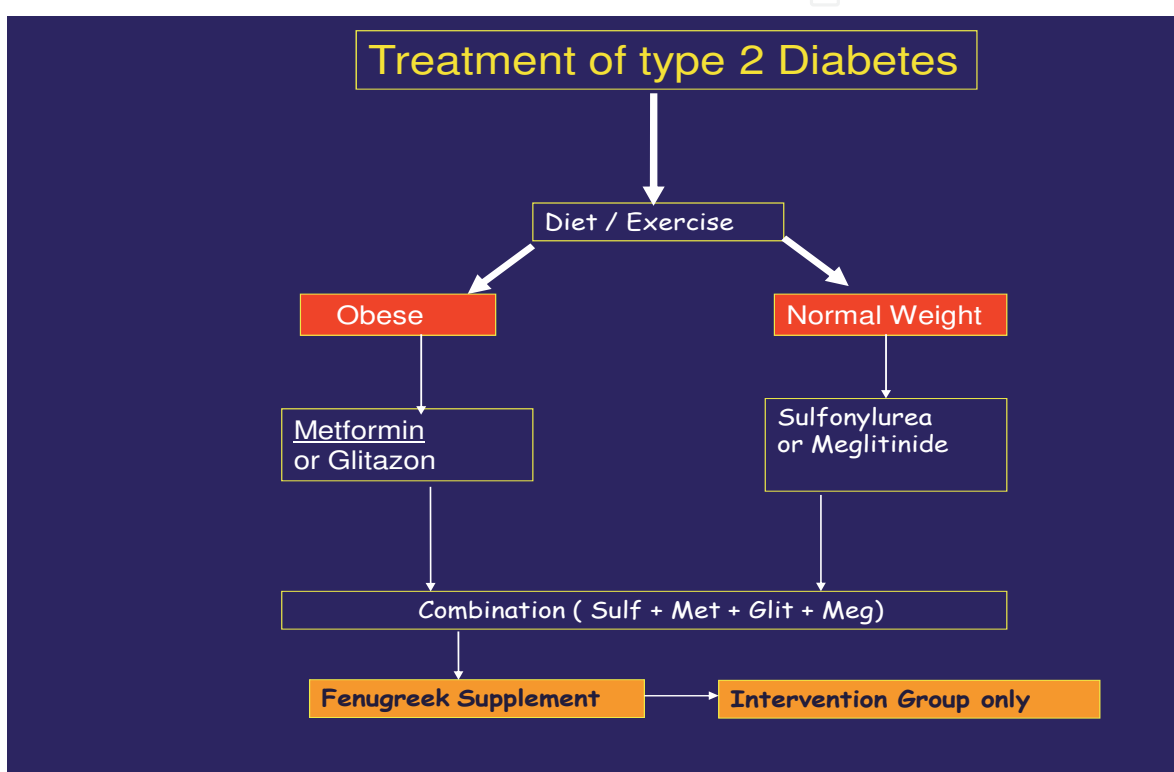 Treatment of type 2 Diabetes
Diet / Exercise
Obese
Normal Weight
Metformin
or Glitazon
Sulfonylurea
or Meglitinide
Combination ( Sulf + Met + Glit + Meg)
Fenugreek Supplement
Intervention Group only